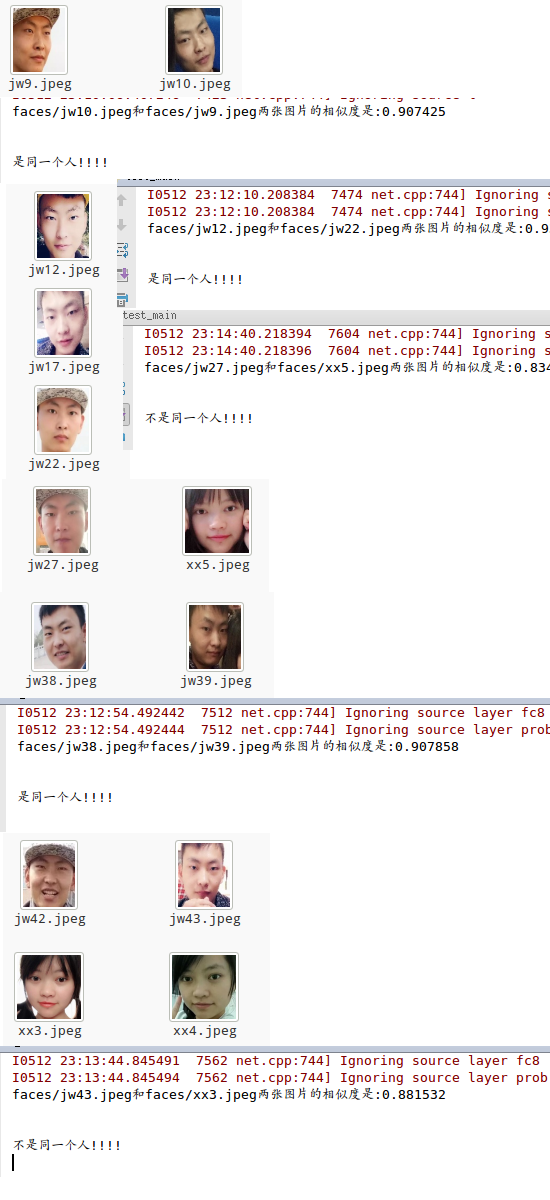 jw9.jpeg
jw10.jpeg
faces/jw10.jpeg和faces/jw9.jpeg两张图片的相似度是:0.907425
是同一个人!!!!
test_main
jw12.jpeg
I0512 23:12:10.208384  7474 net.cpp:744] Ignoring s
I0512 23:12:10.208384  7474 net.cpp:744] Ignoring s
faces/jw12.jpeg和faces/jw22.jpeg两张图片的相似度是:0.9
是同一个人!!!!
jw17.jpeg
test_main
I0512 23:14:40.218394  7604 net.cpp:744] Ignoring s
I0512 23:14:40.218396  7604 net.cpp:744] Ignoring s
faces/jw27.jpeg和faces/xx5.jpeg两张图片的相似度是:0.834
不是同一个人!!!!
jw22.jpeg
jw27.jpeg
xx5.jpeg
jw38.jpeg
jw39.jpeg
I0512 23:12:54.492442  7512 net.cpp:744] Ignoring source layer fc8
I0512 23:12:54.492444  7512 net.cpp:744] Ignoring source layer prob
faces/jw38.jpeg和faces/jw39.jpeg两张图片的相似度是:0.907858
是同一个人!!!!
jw42.jpeg
jw43.jpeg
xx3.jpeg
xx4.jpeg
I0512 23:13:44.845491  7562 net.cpp:744] Ignoring source layer fc8
I0512 23:13:44.845494  7562 net.cpp:744] Ignoring source layer prob
faces/jw43.jpeg和faces/xx3.jpeg两张图片的相似度是:0.881532
不是同一个人!!!!